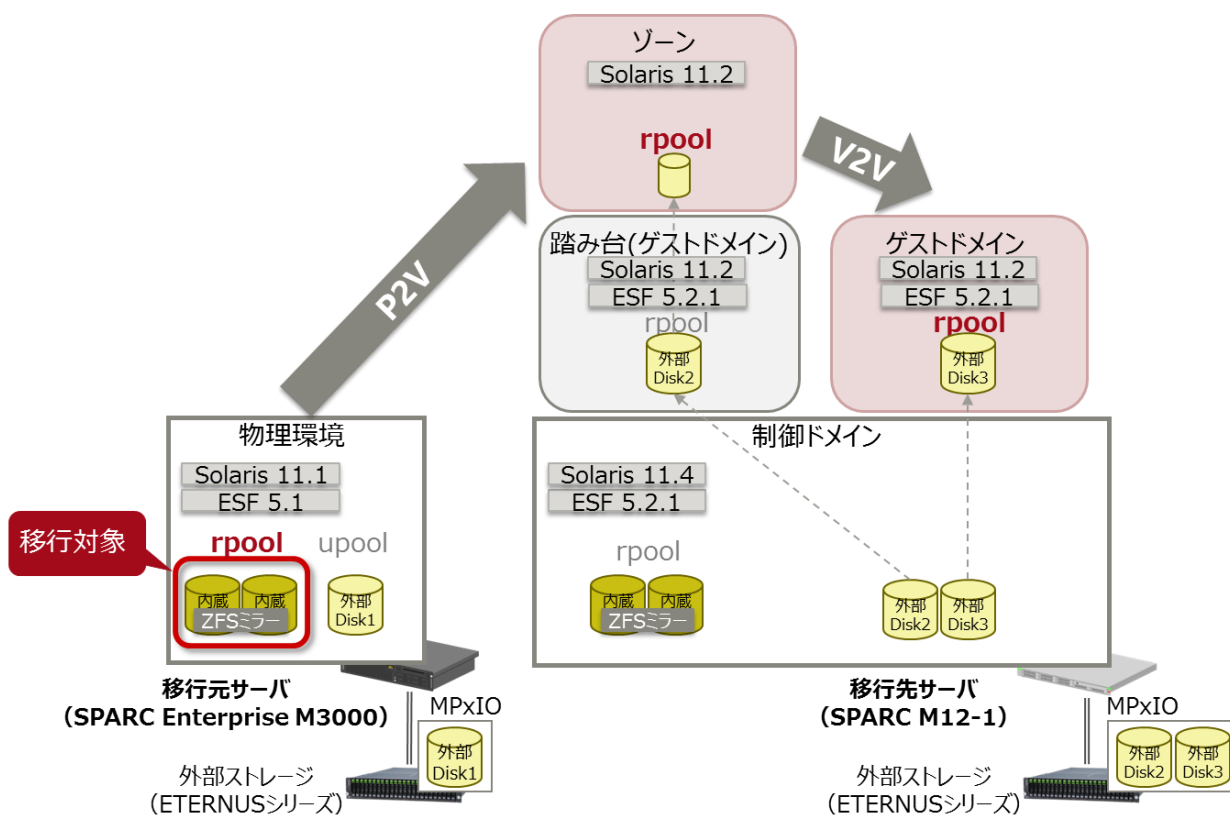 ゾーン
Solaris 11.2
rpool
P2V
V2V
踏み台(ゲストドメイン)
Solaris 11.2
ESF 5.2.1
rpool
外部
Disk2
ゲストドメイン
Solaris 11.2
ESF 5.2.1
rpool
外部
Disk3
物理環境
Solaris 11.1
ESF 5.1
移行対象
rpool
upool
内蔵
内蔵
ZFSミラー
外部
Disk1
制御ドメイン
Solaris 11.4
ESF 5.2.1
rpool
内蔵
内蔵
ZFSミラー
外部
Disk2
外部
Disk3
移行元サーバ
(SPARC Enterprise M3000)
MPxIO
外部
Disk1
外部ストレージ
(ETERNUSシリーズ)
移行先サーバ
(SPARC M12-1)
MPxIO
外部
Disk2
外部
Disk3
外部ストレージ
(ETERNUSシリーズ)